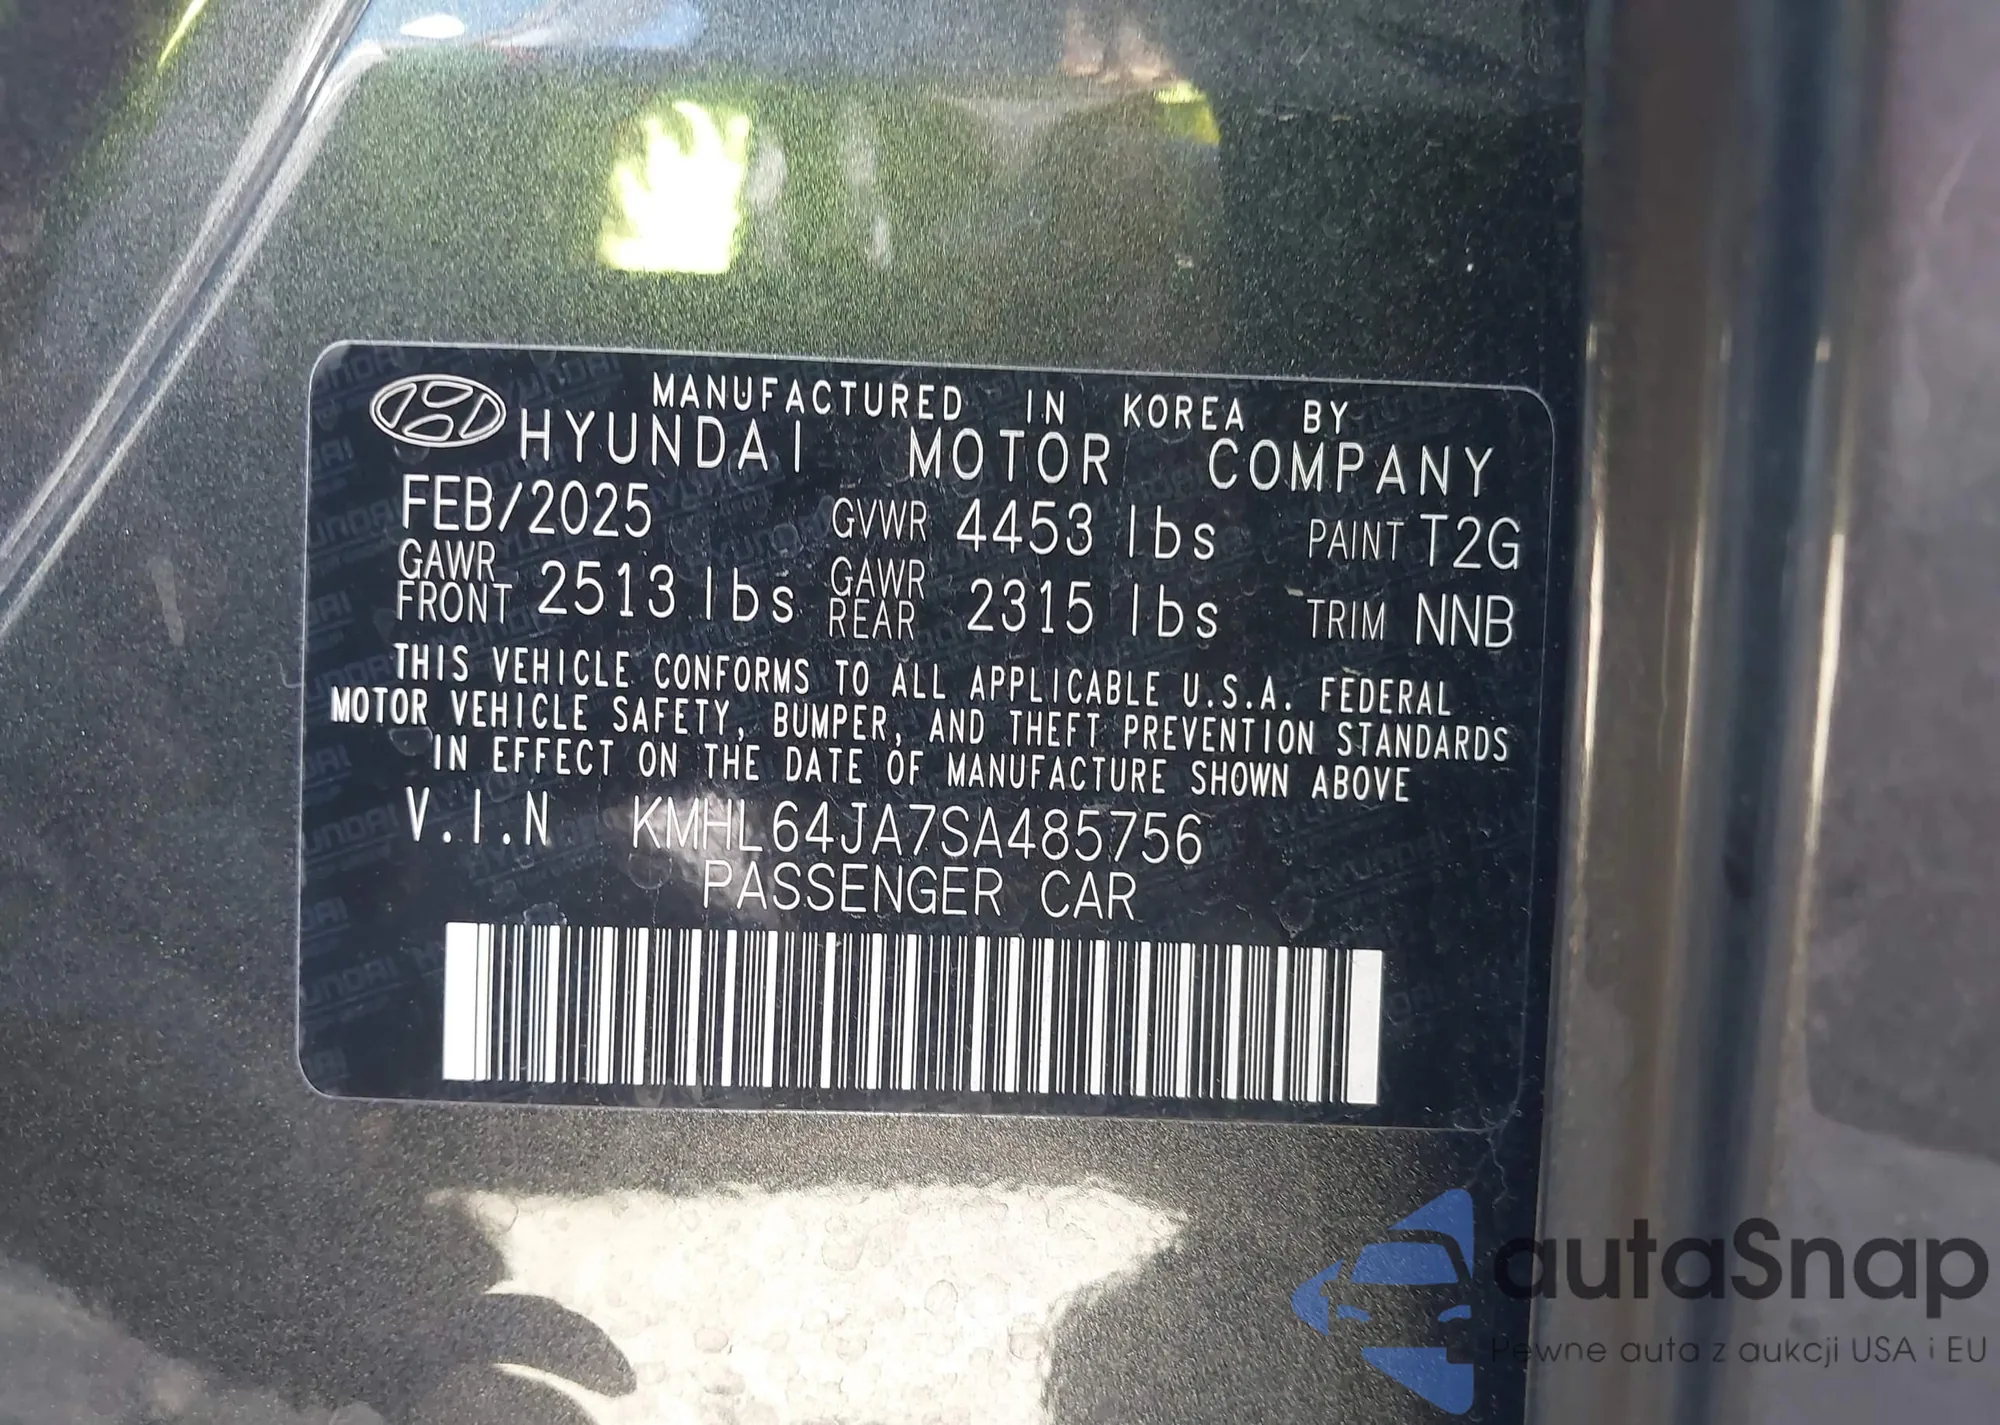 MANUFACTURED IN KOREA BY
HYUNDAI MOTOR COMPANY
FEB/2025 GVWR 4453 lbs PAINT T2G
GAWR FRONT 2513 lbs GAWR REAR 2315 lbs TRIM NNB
THIS VEHICLE CONFORMS TO ALL APPLICABLE U.S.A. FEDERAL
MOTOR VEHICLE SAFETY, BUMPER, AND THEFT PREVENTION STANDARDS
IN EFFECT ON THE DATE OF MANUFACTURE SHOWN ABOVE
V.I.N KMHL64JA7SA485756
PASSENGER CAR
autaSnap
Pewne auta z aukcji USA i EU